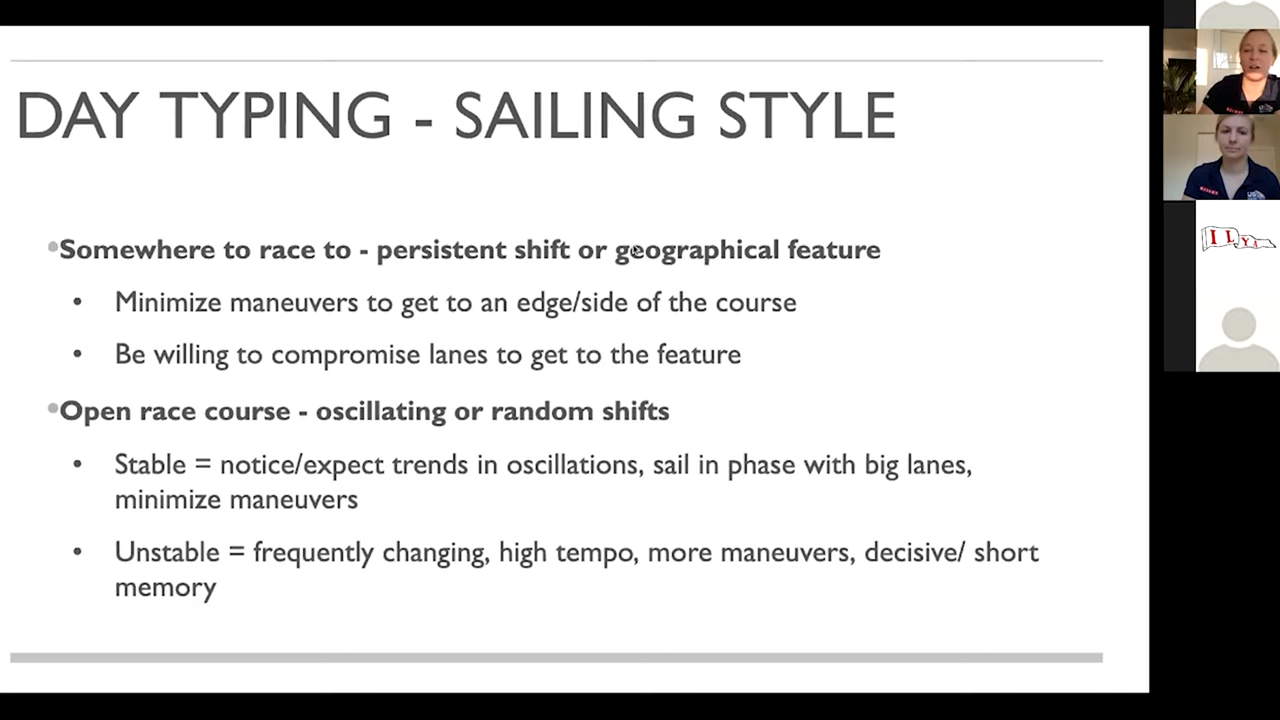 DAY TYPING - SAILING STYLE
•Somewhere to race to - persistent shift or geographical feature
• Minimize maneuvers to get to an edge/side of the course
• Be willing to compromise lanes to get to the feature
•Open race course - oscillating or random shifts
• Stable = notice/expect trends in oscillations, sail in phase with big lanes,
minimize maneuvers
• Unstable = frequently changing, high tempo, more maneuvers, decisive/ short
memory
ILYA